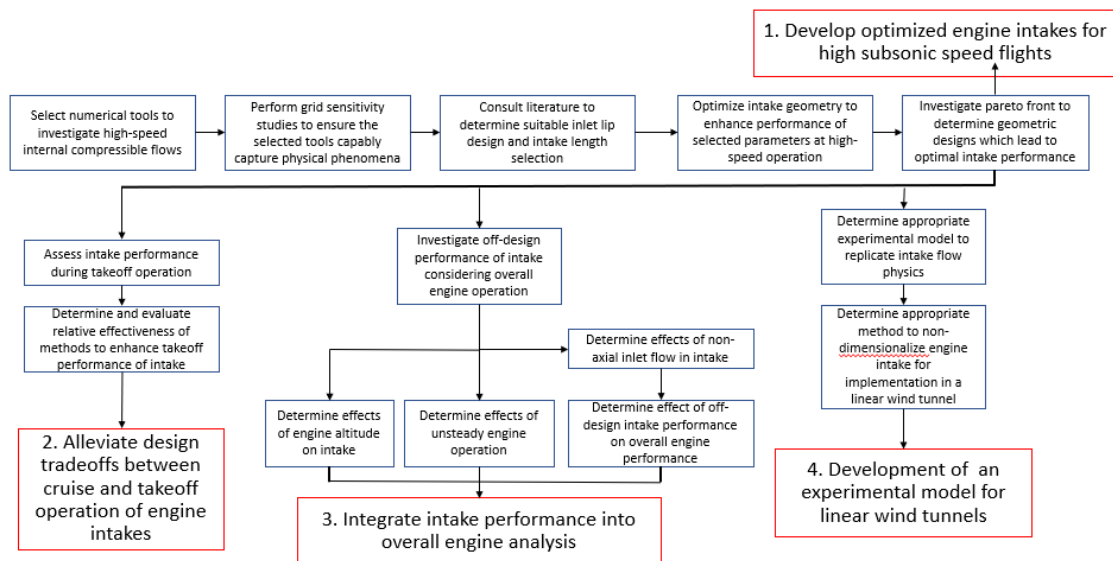 1. Develop optimized engine intakes for
high subsonic speed flights
Select numerical tools to
investigate high-speed
internal compressible flows
Perform grid sensitivity
studies to ensure the
selected tools capably
capture physical phenomena
Consult literature to
determine suitable inlet lip
design and intake length
selection
Optimize intake geometry to
enhance performance of
selected parameters at high-
speed operation
Investigate pareto front to
determine geometric
designs which lead to
optimal intake performance
Assess intake performance
during takeoff operation
Determine and evaluate
relative effectiveness of
methods to enhance takeoff
performance of intake
2. Alleviate design
tradeoffs between
cruise and takeoff
operation of engine
intakes
Investigate off-design
performance of intake
considering overall
engine operation
Determine effects of non-
axial inlet flow in intake
Determine effects
of engine altitude
on intake
Determine effects of
unsteady engine
operation
Determine effect of off-
design intake performance
on overall engine
performance
3. Integrate intake performance into
overall engine analysis
Determine appropriate
experimental model to
replicate intake flow
physics
Determine appropriate
method to non-
dimensionalize engine
intake for
implementation in a
linear wind tunnel
4. Development of an
experimental model for
linear wind tunnels